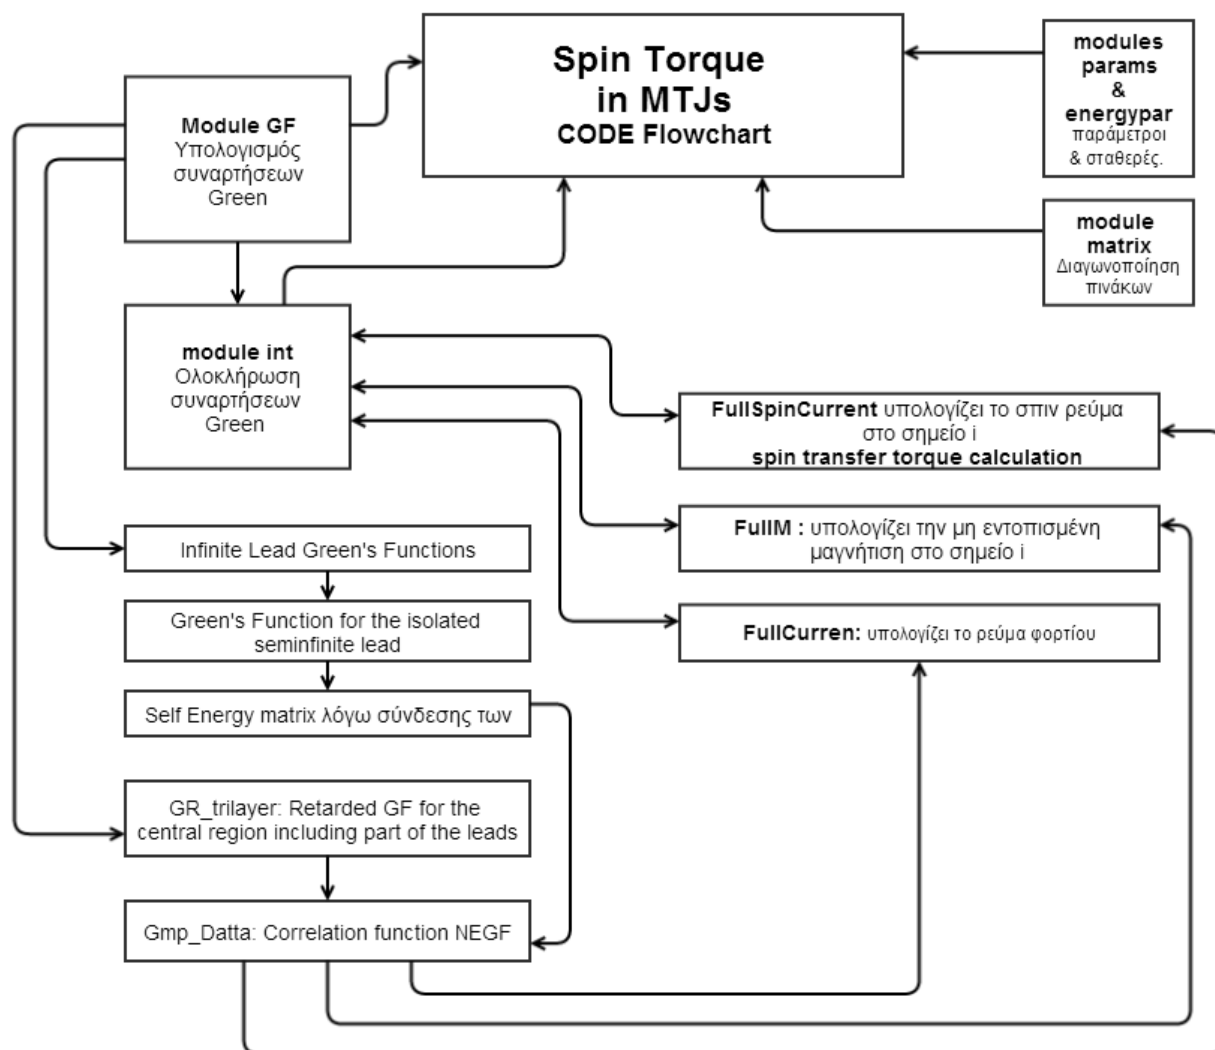 Spin Torque
in MTJs
CODE Flowchart
modules
params
&
energypar
παράμετροι
& σταθερές.
Module GF
Υπολογισμός
συναρτήσεων
Green
module
matrix
Διαγωνοποίηση
πινάκων
module int
Ολοκλήρωση
συναρτήσεων
Green
FullSpinCurrent υπολογίζει το σπιν ρεύμα
στο σημείο i
spin transfer torque calculation
FullM : υπολογίζει την μη εντοπισμένη
μαγνήτιση στο σημείο i
FullCurren: υπολογίζει το ρεύμα φορτίου
Infinite Lead Green's Functions
Green's Function for the isolated
seminfinite lead
Self Energy matrix λόγω σύνδεσης των
GR_trilayer: Retarded GF for the
central region including part of the leads
Gmp_Datta: Correlation function NEGF